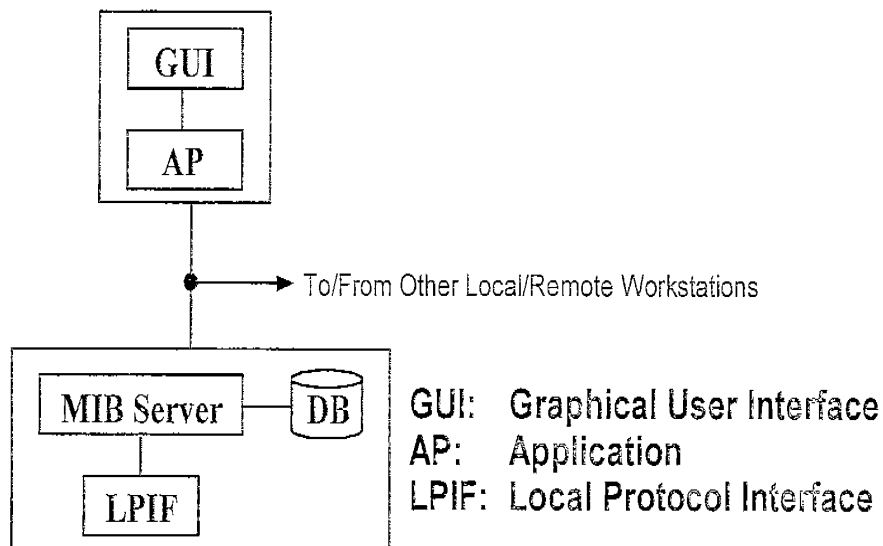 GUI
AP
To/From Other Local/Remote Workstations
MIB Server
DB
LPIF
GUI: Graphical User Interface
AP: Application
LPIF: Local Protocol Interface